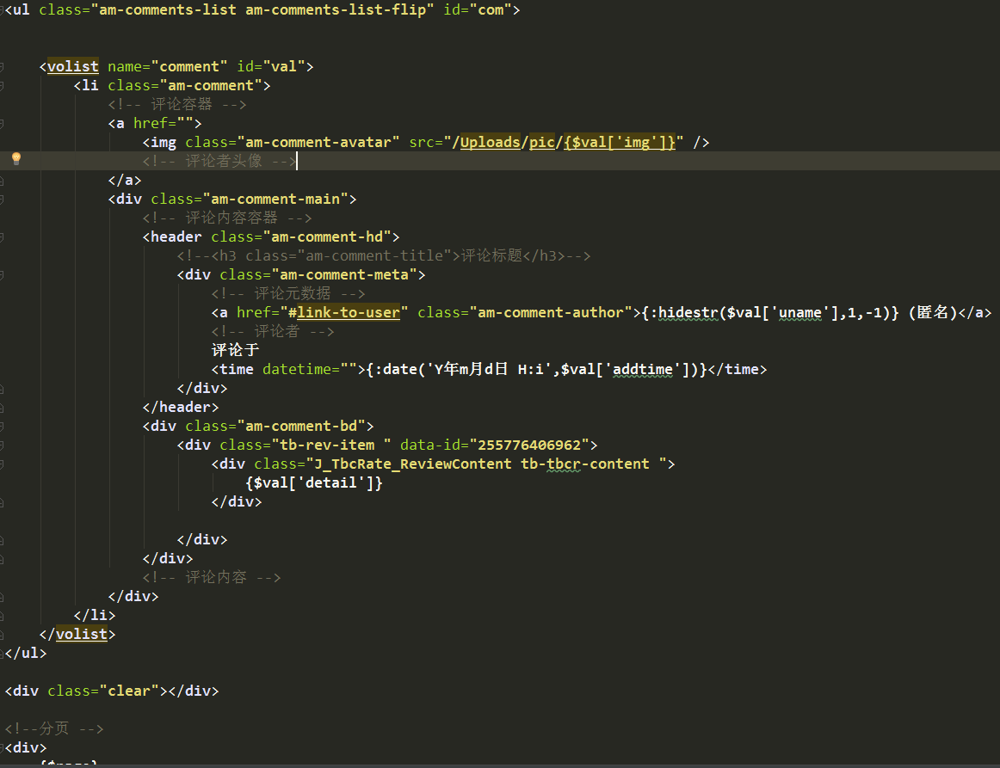 <ul class="am-comments-list am-comments-list-flip" id="com">
<volist name="comment" id="val">
<li class="am-comment">
<!-- 评论容器 -->
<a href="">
<img class="am-comment-avatar" src="/Uploads/pic/{$val['img']}" />
<!-- 评论者头像 -->
</a>
<div class="am-comment-main">
<!-- 评论内容容器 -->
<header class="am-comment-hd">
<!--<h3 class="am-comment-title">评论标题</h3>-->
<div class="am-comment-meta">
<!-- 评论元数据 -->
<a href="#link-to-user" class="am-comment-author">{:hidestr($val['uname'],1,-1)} (匿名)</a>
<!-- 评论者 -->
评论于
<time datetime="">{:date('Y年m月d日 H:i',$val['addtime'])}</time>
</div>
</header>
<div class="am-comment-bd">
<div class="tb-rev-item " data-id="255776406962">
<div class="J_TbcRate_ReviewContent tb-tbcr-content ">
{$val['detail']}
</div>
</div>
</div>
<!-- 评论内容 -->
</div>
</li>
</volist>
</ul>
<div class="clear"></div>
<!--分页 -->
<div>